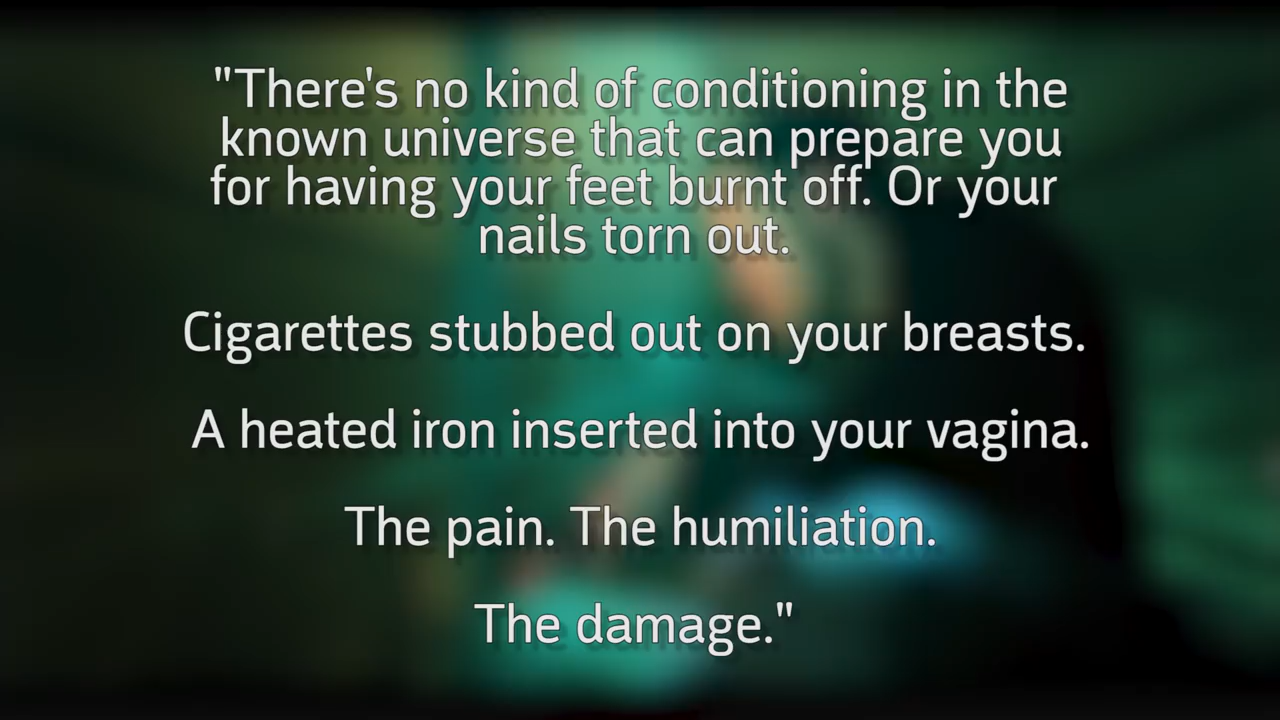 "There's no kind of conditioning in the
known universe that can prepare you
for having your feet burnt off. Or your
nails torn out.
Cigarettes stubbed out on your breasts.
A heated iron inserted into your vagina.
The pain. The humiliation.
The damage."